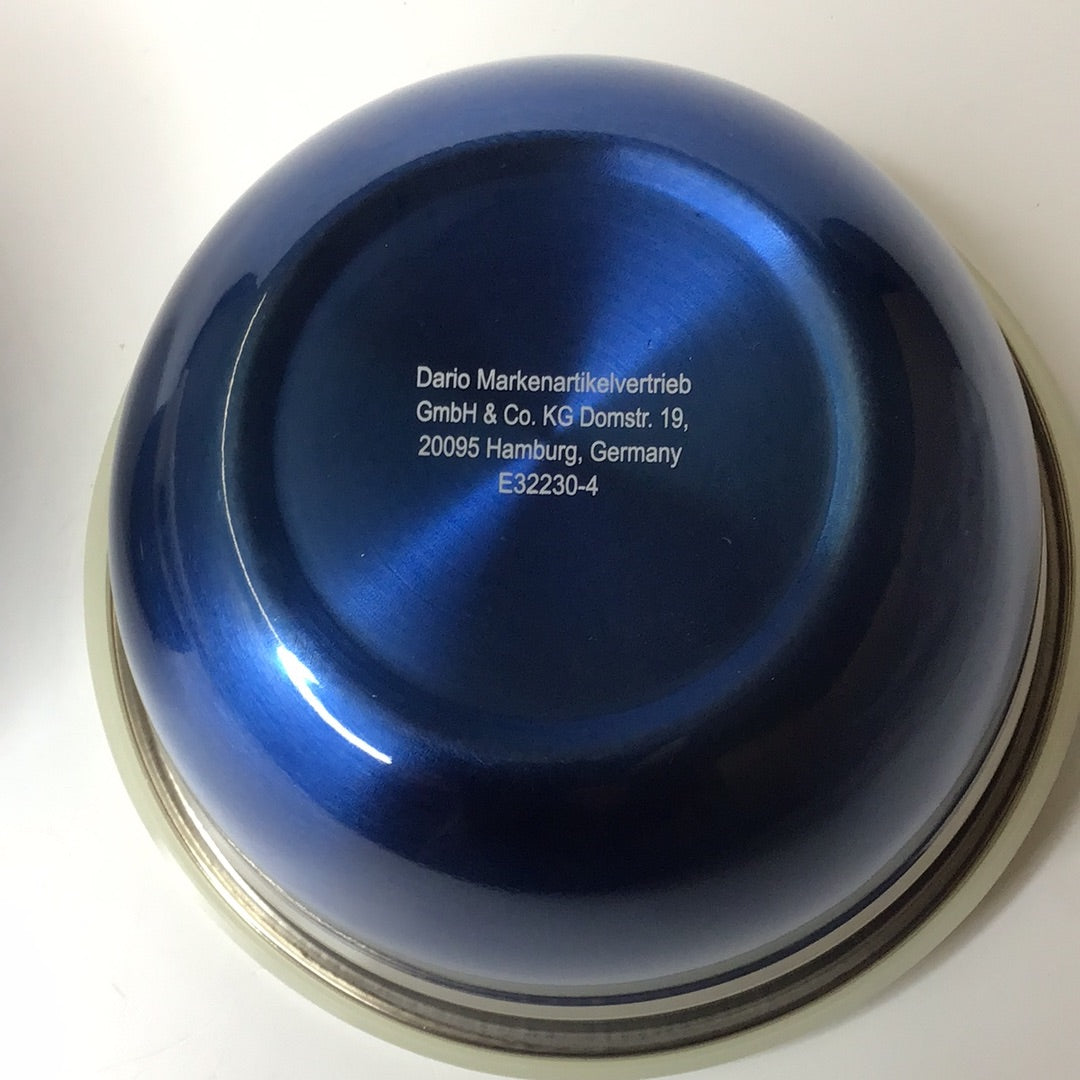 Dario Markenartikelvertrieb
GmbH & Co. KG Domstr. 19,
20095 Hamburg, Germany
E32230-4